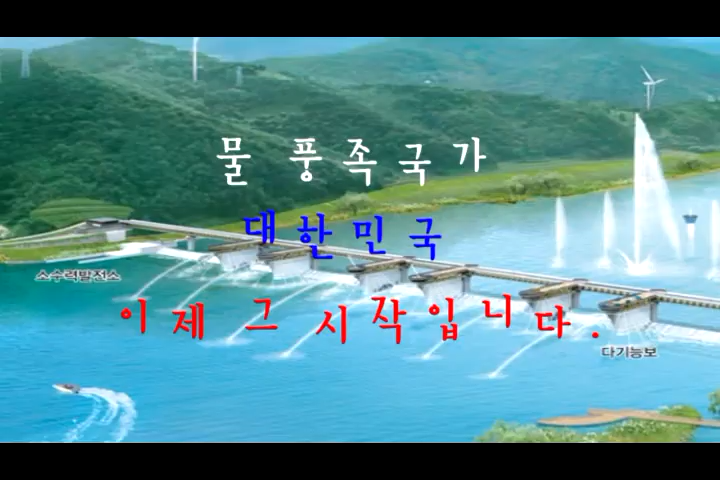 물 풍족국가
대한민국
소수력발전소
이제 그 시작입니다.
다기능보